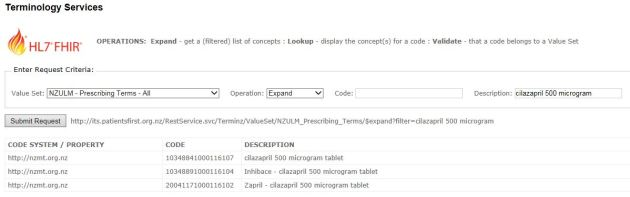 Terminology Services
HL7 FHIR
OPERATIONS: Expand - get a (filtered) list of concepts : Lookup - display the concept(s) for a code : Validate - that a code belongs to a Value Set
Enter Request Criteria:
Value Set: NZULM - Prescribing Terms - All Operation: Expand Code: Description: cilazapril 500 microgram
Submit Request http://its.patientsfirst.org.nz/RestService.svc/Terminz/ValueSet/NZULM_Prescribing_Terms/$expand?filter=cilazapril 500 microgram
CODE SYSTEM / PROPERTY CODE DESCRIPTION
http://nzmt.org.nz 10348841000116107 cilazapril 500 microgram tablet
http://nzmt.org.nz 10348891000116104 Inhibace - cilazapril 500 microgram tablet
http://nzmt.org.nz 20041171000116102 Zapril - cilazapril 500 microgram tablet